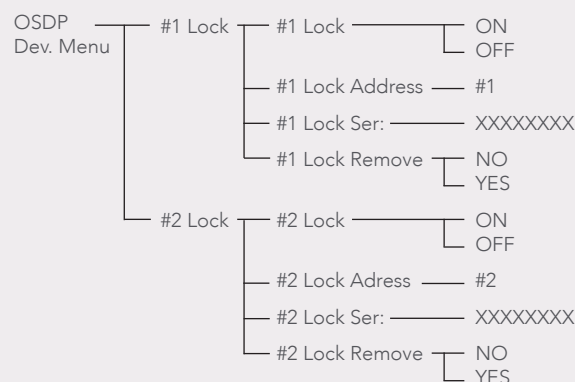 OSDP
Dev. Menu
#1 Lock
#1 Lock
ON
OFF
#1 Lock Address
#1
#1 Lock Ser:
XXXXXXXX
#1 Lock Remove
NO
YES
#2 Lock
#2 Lock
ON
OFF
#2 Lock Adress
#2
#2 Lock Ser:
XXXXXXXX
#2 Lock Remove
NO
YES